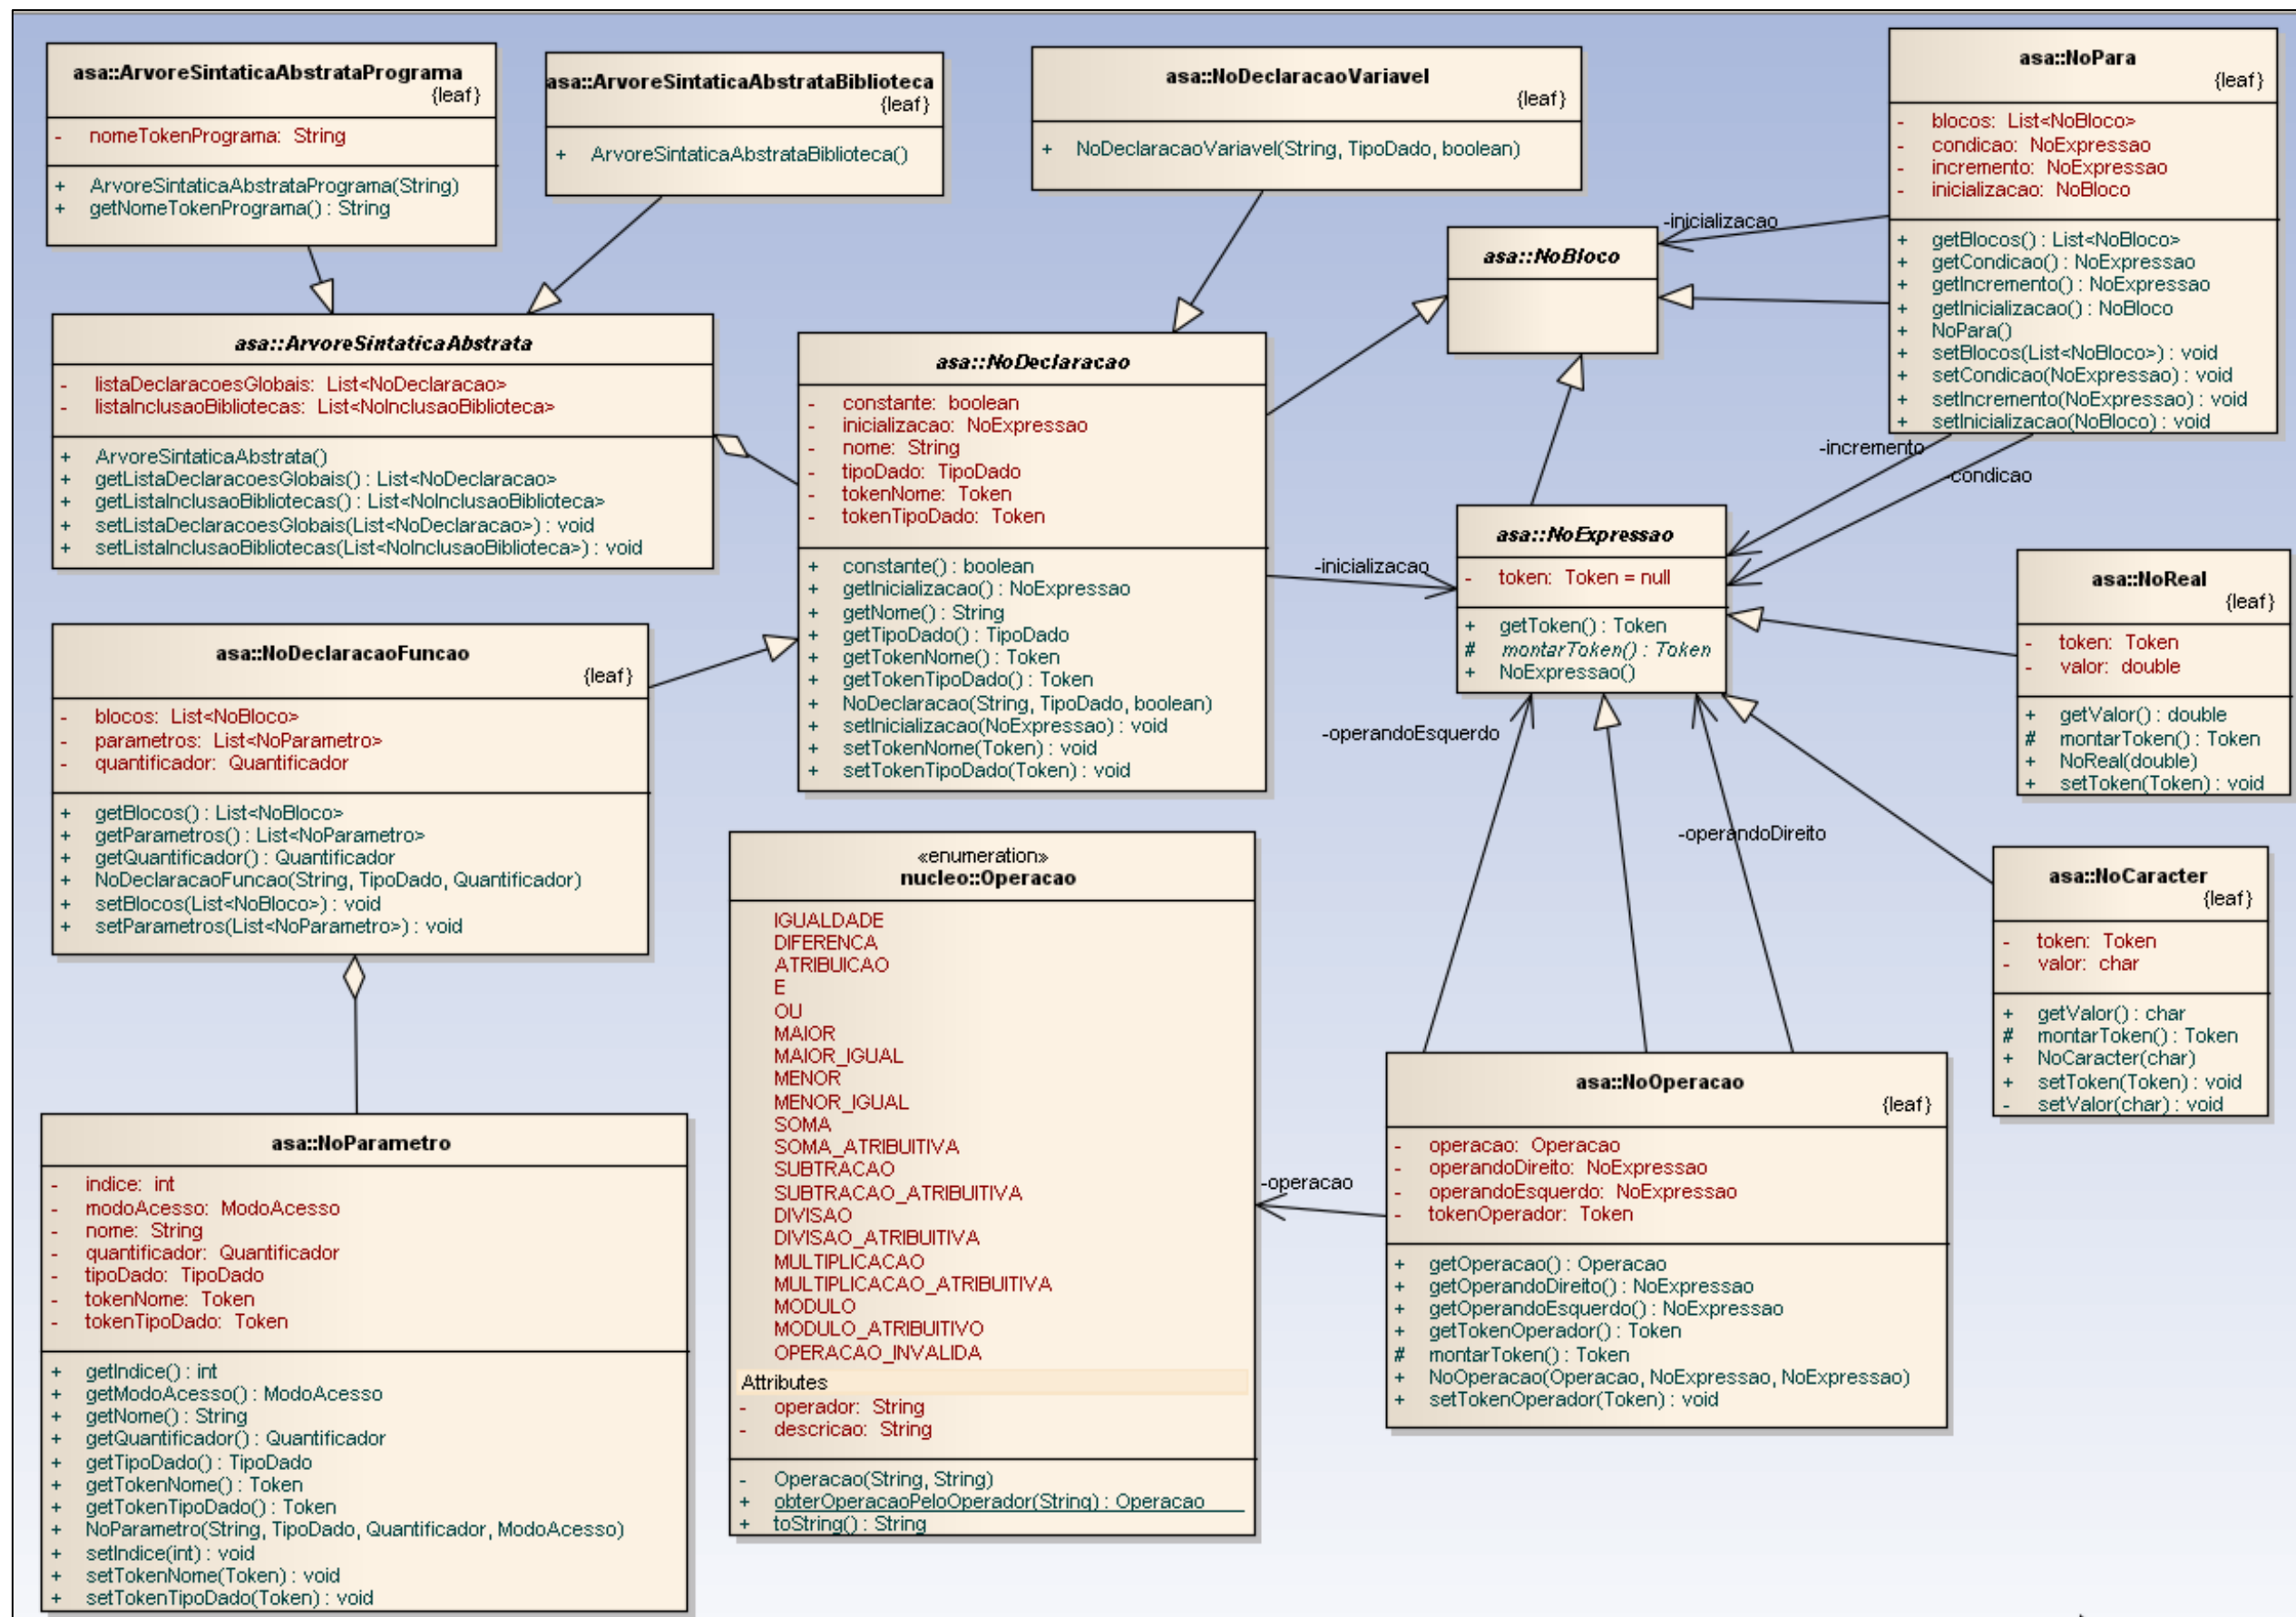 asa::ArvoreSintaticaAbstrataPrograma
{leaf}
- nomeTokenPrograma: String
+ ArvoreSintaticaAbstrataPrograma(String)
+ getNomeTokenPrograma() : String
asa::ArvoreSintaticaAbstrataBiblioteca
{leaf}
+ ArvoreSintaticaAbstrataBiblioteca()
asa::NoDeclaracaoVariavel
{leaf}
+ NoDeclaracaoVariavel(String, TipoDado, boolean)
asa::NoPara
{leaf}
- blocos: List<NoBloco>
- condicao: NoExpressao
- incremento: NoExpressao
- inicializacao: NoBloco
+ getBlocos() : List<NoBloco>
+ getCondicao() : NoExpressao
+ getIncremento() : NoExpressao
+ getInicializacao() : NoBloco
+ NoPara()
+ setBlocos(List<NoBloco>) : void
+ setCondicao(NoExpressao) : void
+ setIncremento(NoExpressao) : void
+ setInicializacao(NoBloco) : void
-inicializacao
asa::NoBloco
asa::ArvoreSintaticaAbstrata
- listaDeclaracoesGlobais: List<NoDeclaracao>
- listaInclusaoBibliotecas: List<NoInclusaoBiblioteca>
+ ArvoreSintaticaAbstrata()
+ getListaDeclaracoesGlobais() : List<NoDeclaracao>
+ getListaInclusaoBibliotecas() : List<NoInclusaoBiblioteca>
+ setListaDeclaracoesGlobais(List<NoDeclaracao>) : void
+ setListaInclusaoBibliotecas(List<NoInclusaoBiblioteca>) : void
asa::NoDeclaracao
- constante: boolean
- inicializacao: NoExpressao
- nome: String
- tipoDado: TipoDado
- tokenNome: Token
- tokenTipoDado: Token
+ constante() : boolean
+ getInicializacao() : NoExpressao
+ getNome() : String
+ getTipoDado() : TipoDado
+ getTokenNome() : Token
+ getTokenTipoDado() : Token
+ NoDeclaracao(String, TipoDado, boolean)
+ setInicializacao(NoExpressao) : void
+ setTokenNome(Token) : void
+ setTokenTipoDado(Token) : void
-incremento
-condicao
-inicializacao
asa::NoExpressao
- token: Token = null
+ getToken() : Token
# montarToken() : Token
+ NoExpressao()
asa::NoReal
{leaf}
- token: Token
- valor: double
+ getValor() : double
# montarToken() : Token
+ NoReal(double)
+ setToken(Token) : void
asa::NoDeclaracaoFuncao
{leaf}
- blocos: List<NoBloco>
- parametros: List<NoParametro>
- quantificador: Quantificador
+ getBlocos() : List<NoBloco>
+ getParametros() : List<NoParametro>
+ getQuantificador() : Quantificador
+ NoDeclaracaoFuncao(String, TipoDado, Quantificador)
+ setBlocos(List<NoBloco>) : void
+ setParametros(List<NoParametro>) : void
-operandoEsquerdo
-operandoDireito
asa::NoCaracter
{leaf}
- token: Token
- valor: char
+ getValor() : char
# montarToken() : Token
+ NoCaracter(char)
+ setToken(Token) : void
- setValor(char) : void
«enumeration»
nucleo::Operacao
IGUALDADE
DIFERENCA
ATRIBUICAO
E
OU
MAIOR
MAIOR_IGUAL
MENOR
MENOR_IGUAL
SOMA
SOMA_ATRIBUITIVA
SUBTRACAO
SUBTRACAO_ATRIBUITIVA
DIVISAO
DIVISAO_ATRIBUITIVA
MULTIPLICACAO
MULTIPLICACAO_ATRIBUITIVA
MODULO
MODULO_ATRIBUITIVO
OPERACAO_INVALIDA
Attributes
- operador: String
- descricao: String
- Operacao(String, String)
+ obterOperacaoPeloOperador(String) : Operacao
+ toString() : String
-operacao
asa::NoOperacao
{leaf}
- operacao: Operacao
- operandoDireito: NoExpressao
- operandoEsquerdo: NoExpressao
- tokenOperador: Token
+ getOperacao() : Operacao
+ getOperandoDireito() : NoExpressao
+ getOperandoEsquerdo() : NoExpressao
+ getTokenOperador() : Token
# montarToken() : Token
+ NoOperacao(Operacao, NoExpressao, NoExpressao)
+ setTokenOperador(Token) : void
asa::NoParametro
- indice: int
- modoAcesso: ModoAcesso
- nome: String
- quantificador: Quantificador
- tipoDado: TipoDado
- tokenNome: Token
- tokenTipoDado: Token
+ getIndice() : int
+ getModoAcesso() : ModoAcesso
+ getNome() : String
+ getQuantificador() : Quantificador
+ getTipoDado() : TipoDado
+ getTokenNome() : Token
+ getTokenTipoDado() : Token
+ NoParametro(String, TipoDado, Quantificador, ModoAcesso)
+ setIndice(int) : void
+ setTokenNome(Token) : void
+ setTokenTipoDado(Token) : void